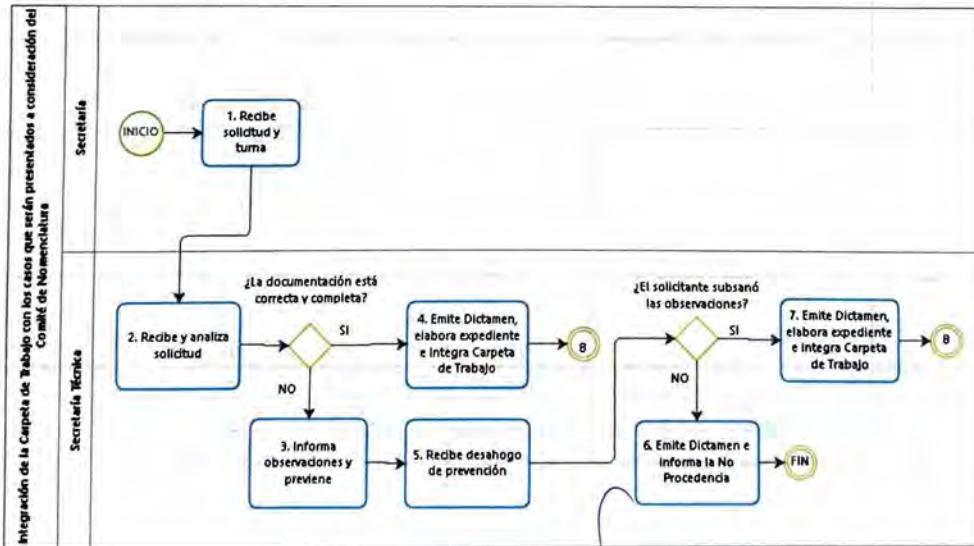 Integración de la Carpeta de Trabajo con los casos que serán presentados a consideración del
Comité de Nomenclatura
Secretaría
INICIO
1. Recibe
solicitud y
turna
Secretaría Técnica
2. Recibe y analiza
solicitud
¿La documentación está
correcta y completa?
SI
NO
4. Emite Dictamen,
elabora expediente
e Integra Carpeta
de Trabajo
8
3. Informa
observaciones y
previene
5. Recibe desahogo
de prevención
¿El solicitante subsanó
las observaciones?
SI
NO
7. Emite Dictamen,
elabora expediente
e Integra Carpeta
de Trabajo
8
6. Emite Dictamen e
informa la No
Procedencia
FIN